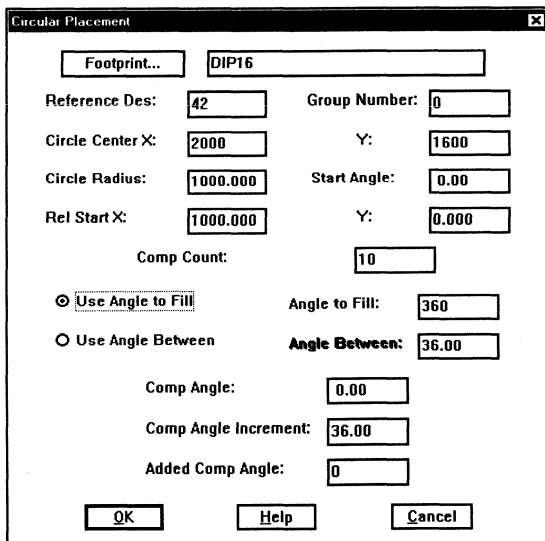 Circular Placement
Footprint... DIP16
Reference Des: 42 Group Number: 0
Circle Center X: 2000 Y: 1600
Circle Radius: 1000.000 Start Angle: 0.00
Rel Start X: 1000.000 Y: 0.000
Comp Count: 10
Use Angle to Fill Angle to Fill: 360
Use Angle Between Angle Between: 36.00
Comp Angle: 0.00
Comp Angle Increment: 36.00
Added Comp Angle: 0
OK Help Cancel